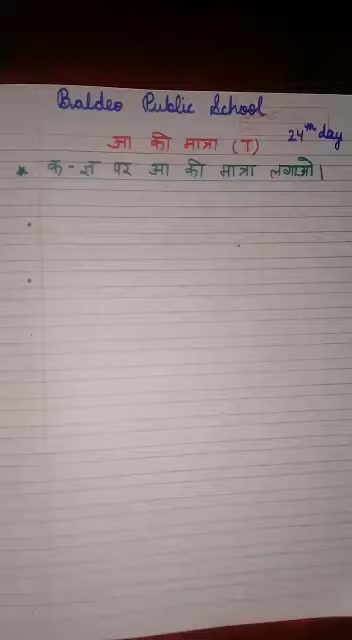 Baldeo Public School
24th day
आ की मात्रा (ा)
* क-ज्ञ पर आ की मात्रा लगाओ।